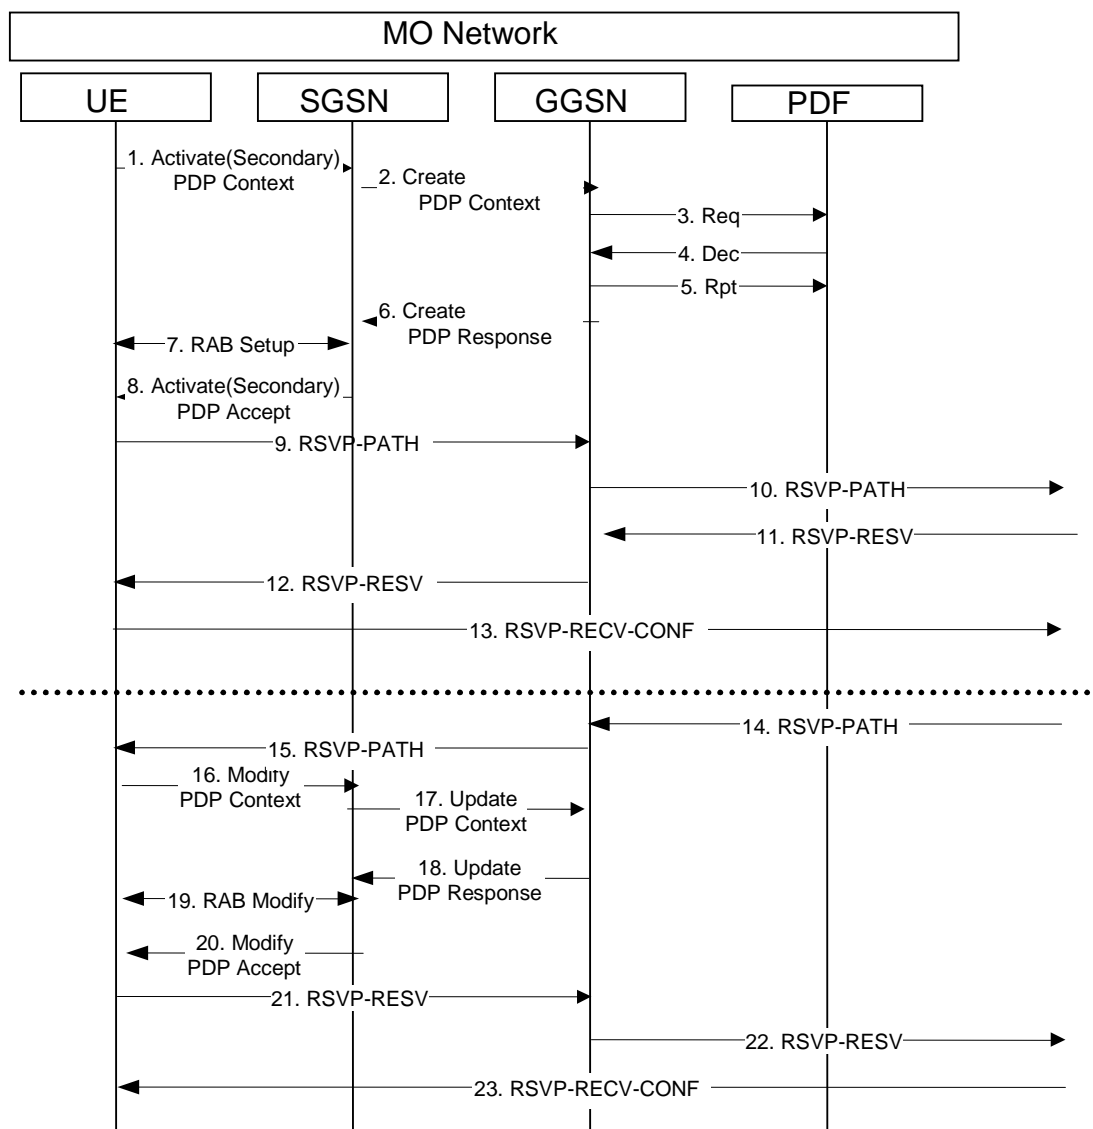 MO Network
UE
SGSN
GGSN
PDF
1. Activate(Secondary)
PDP Context
2. Create
PDP Context
3. Req
4. Dec
5. Rpt
6. Create
PDP Response
7. RAB Setup
8. Activate(Secondary)
PDP Accept
9. RSVP-PATH
10. RSVP-PATH
11. RSVP-RESV
12. RSVP-RESV
13. RSVP-RECV-CONF
14. RSVP-PATH
15. RSVP-PATH
16. Modify
PDP Context
17. Update
PDP Context
18. Update
PDP Response
19. RAB Modify
20. Modify
PDP Accept
21. RSVP-RESV
22. RSVP-RESV
23. RSVP-RECV-CONF